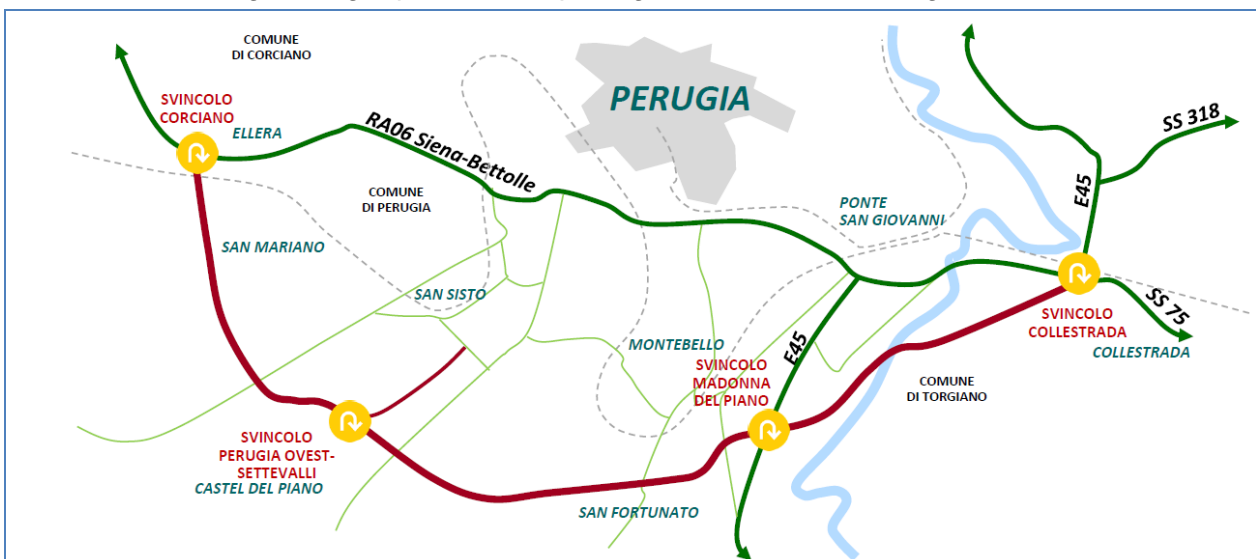 COMUNE
DI CORCIANO
SVINCOLO
CORCIANO
ELLERA
RA06 Siena-Bettolle
PERUGIA
SS 318
E45
COMUNE
DI PERUGIA
PONTE
SAN GIOVANNI
SAN MARIANO
SAN SISTO
SVINCOLO
COLLESTRADA
SS 75
COLLESTRADA
MONTEBELLO
E45
SVINCOLO
MADONNA
DEL PIANO
COMUNE
DI TORGIANO
SVINCOLO
PERUGIA OVEST-
SETTEVALLI
CASTEL DEL PIANO
SAN FORTUNATO